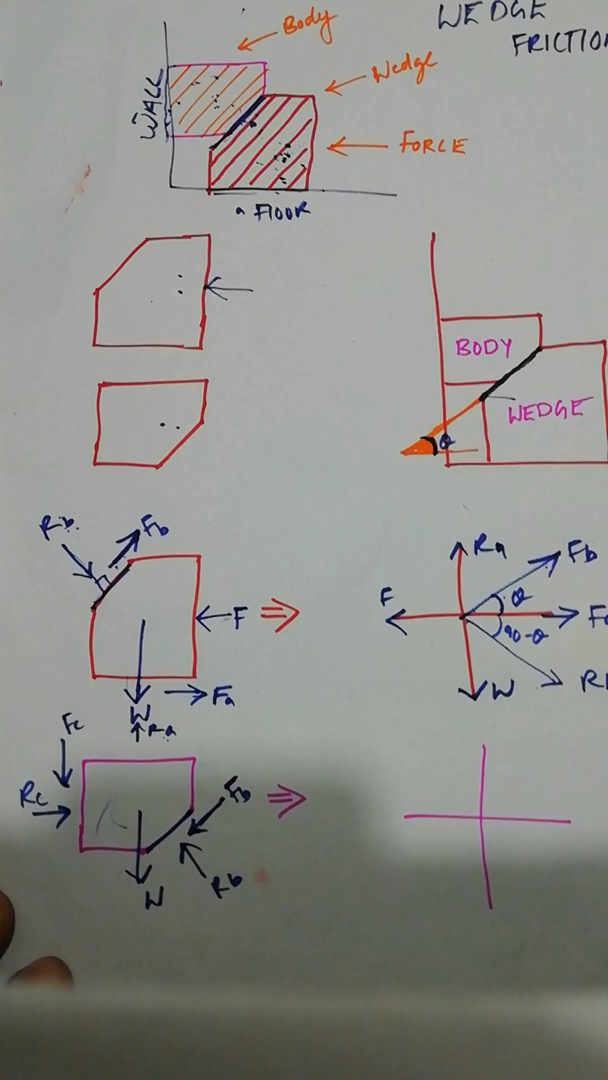 WEDGE
FRICTION
Body
Wedge
WALL
FORCE
FLOOR
BODY
WEDGE
θ
Rb
Fb
F
W
Fa
Ra
Ra
Fb
F
θ
90-θ
W
Fc
Rc
Fb
Rb
W